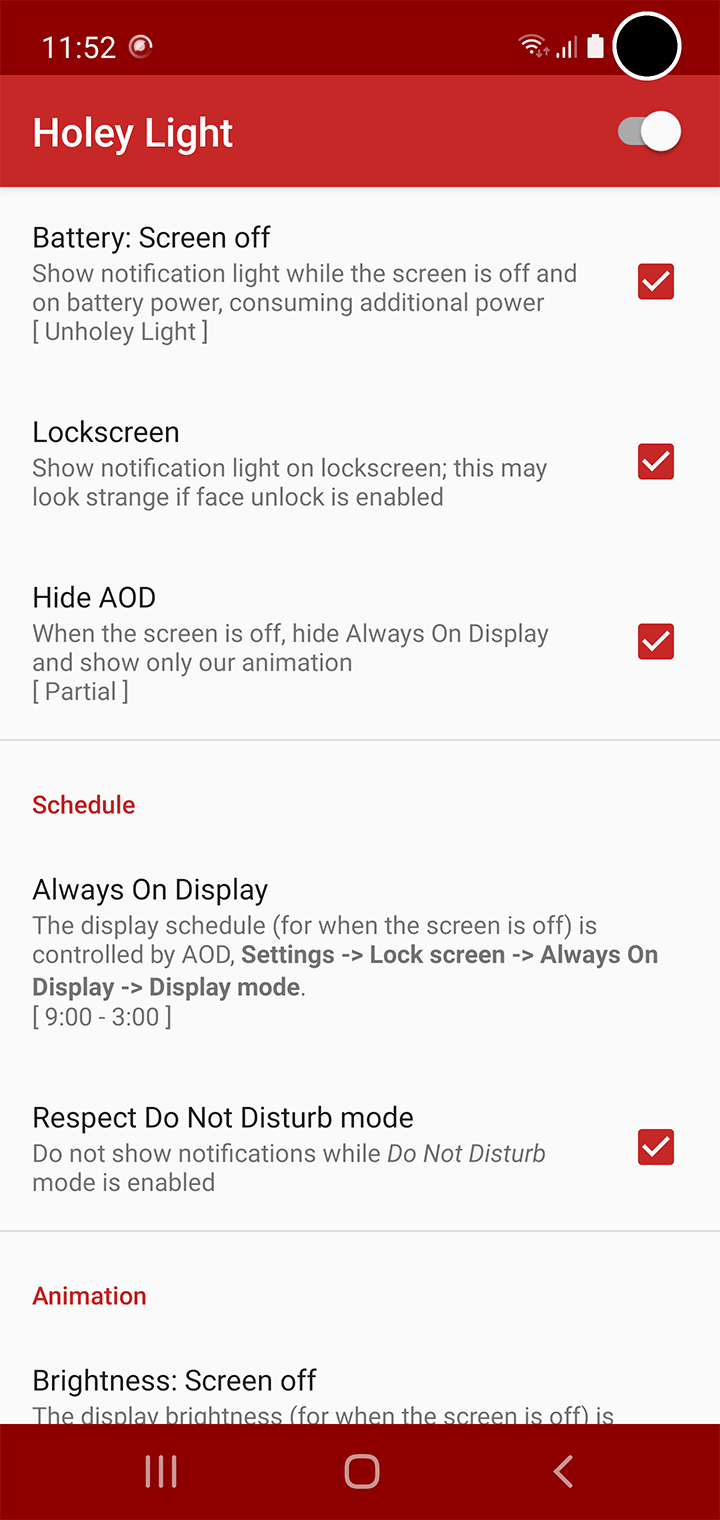 11:52
Holey Light
Battery: Screen off
Show notification light while the screen is off and
on battery power, consuming additional power
[ Unholey Light ]
Lockscreen
Show notification light on lockscreen; this may
look strange if face unlock is enabled
Hide AOD
When the screen is off, hide Always On Display
and show only our animation
[ Partial ]
Schedule
Always On Display
The display schedule (for when the screen is off) is
controlled by AOD, Settings -> Lock screen -> Always On
Display -> Display mode.
[ 9:00 - 3:00 ]
Respect Do Not Disturb mode
Do not show notifications while Do Not Disturb
mode is enabled
Animation
Brightness: Screen off
The display brightness (for when the screen is off) is